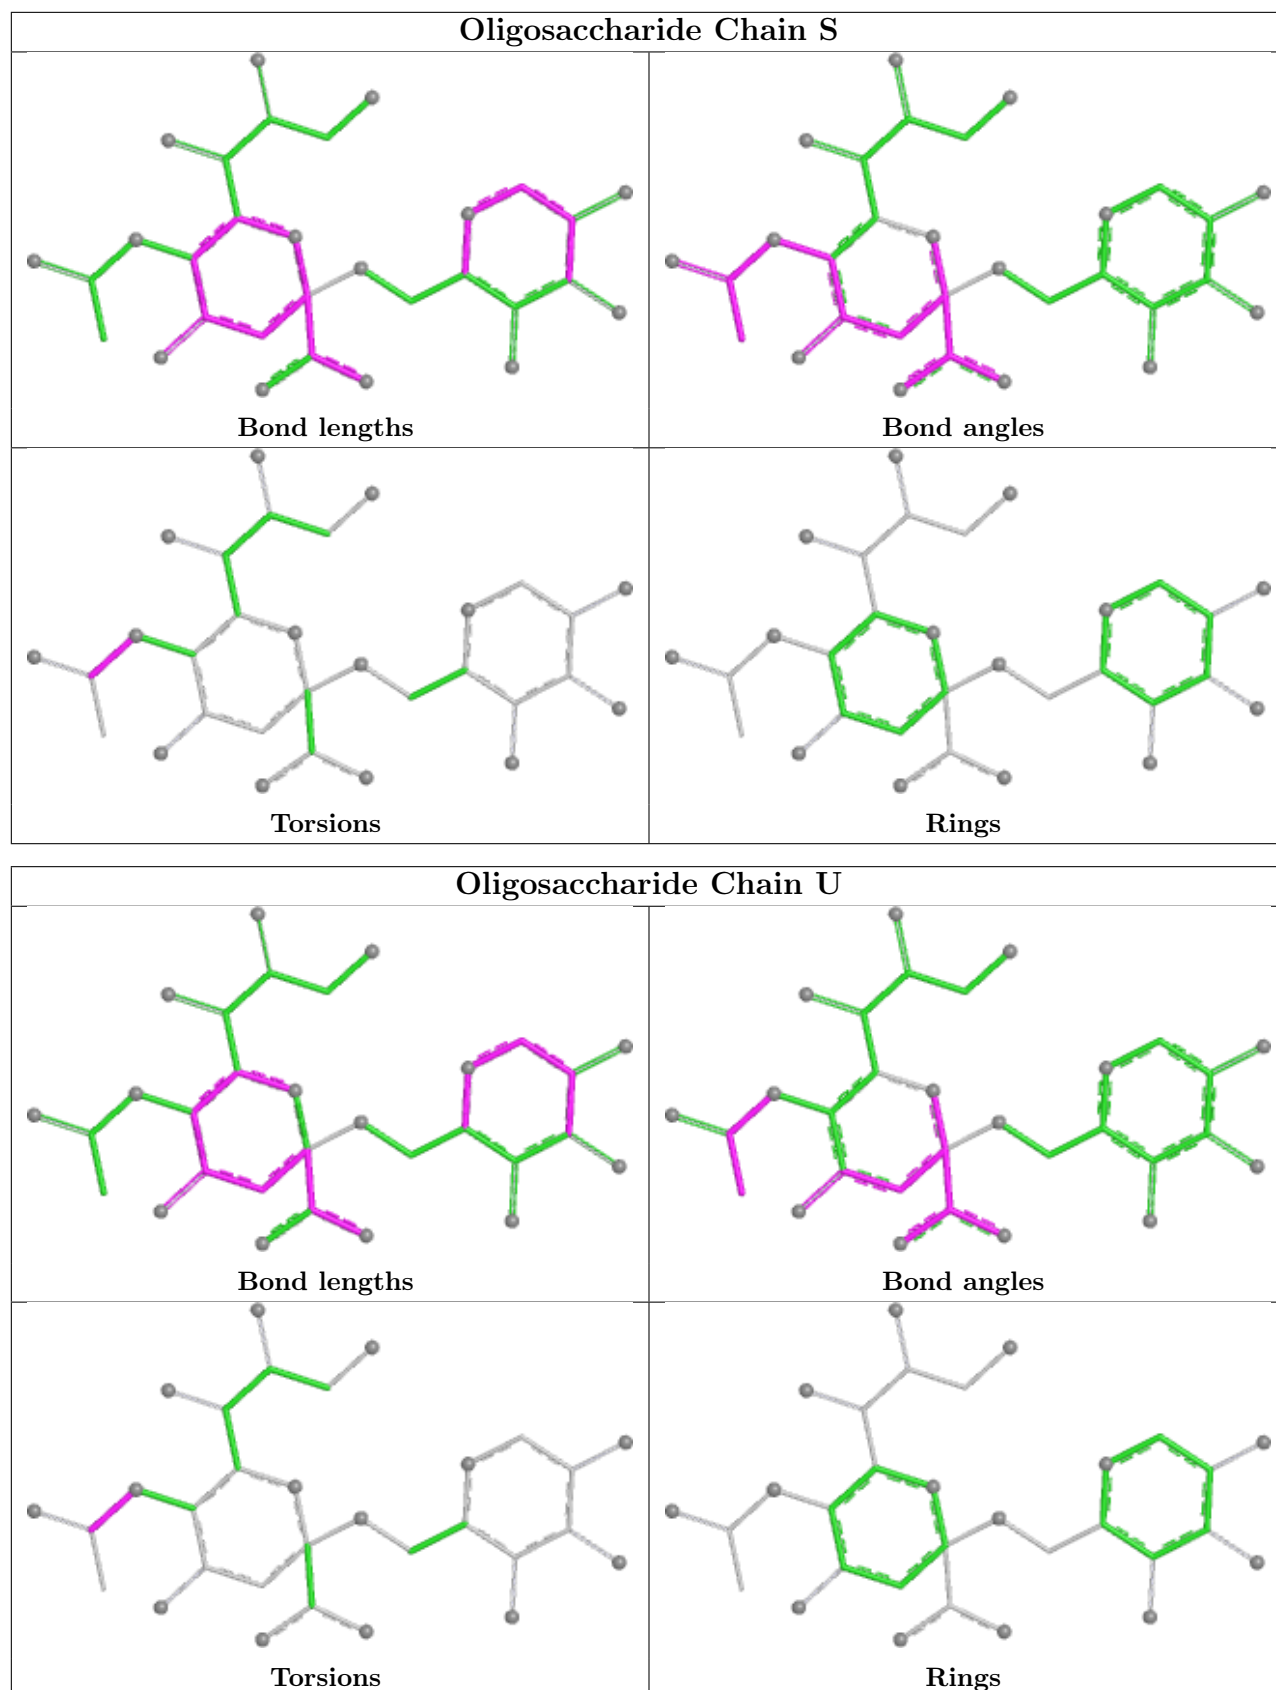 Oligosaccharide Chain S
Bond lengths
Bond angles
Torsions
Rings
Oligosaccharide Chain U
Bond lengths
Bond angles
Torsions
Rings